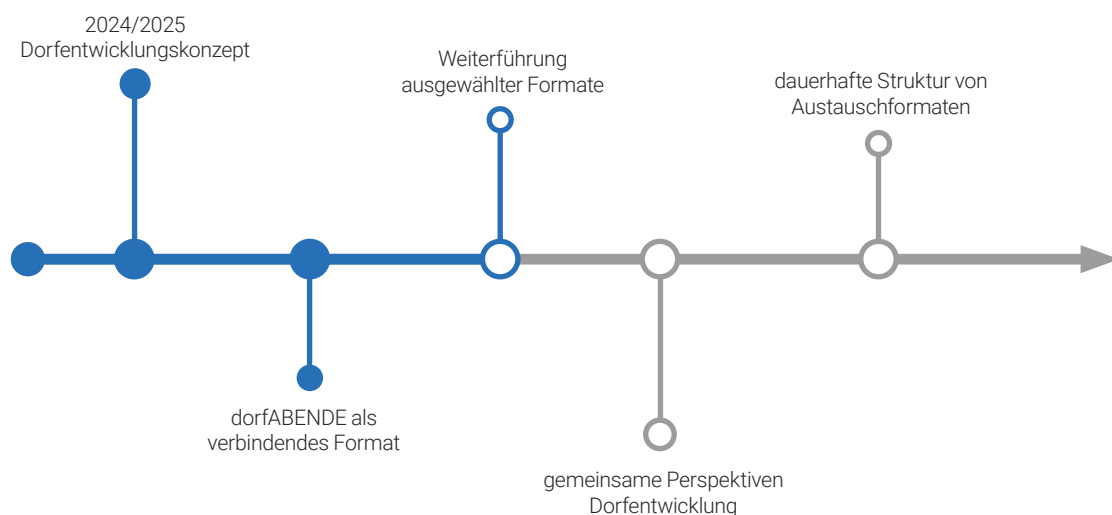 2024/2025
Dorfentwicklungskonzept
Weiterführung
ausgewählter Formate
dauerhafte Struktur von
Austauschformaten
dorfABENDE als
verbindendes Format
gemeinsame Perspektiven
Dorfentwicklung